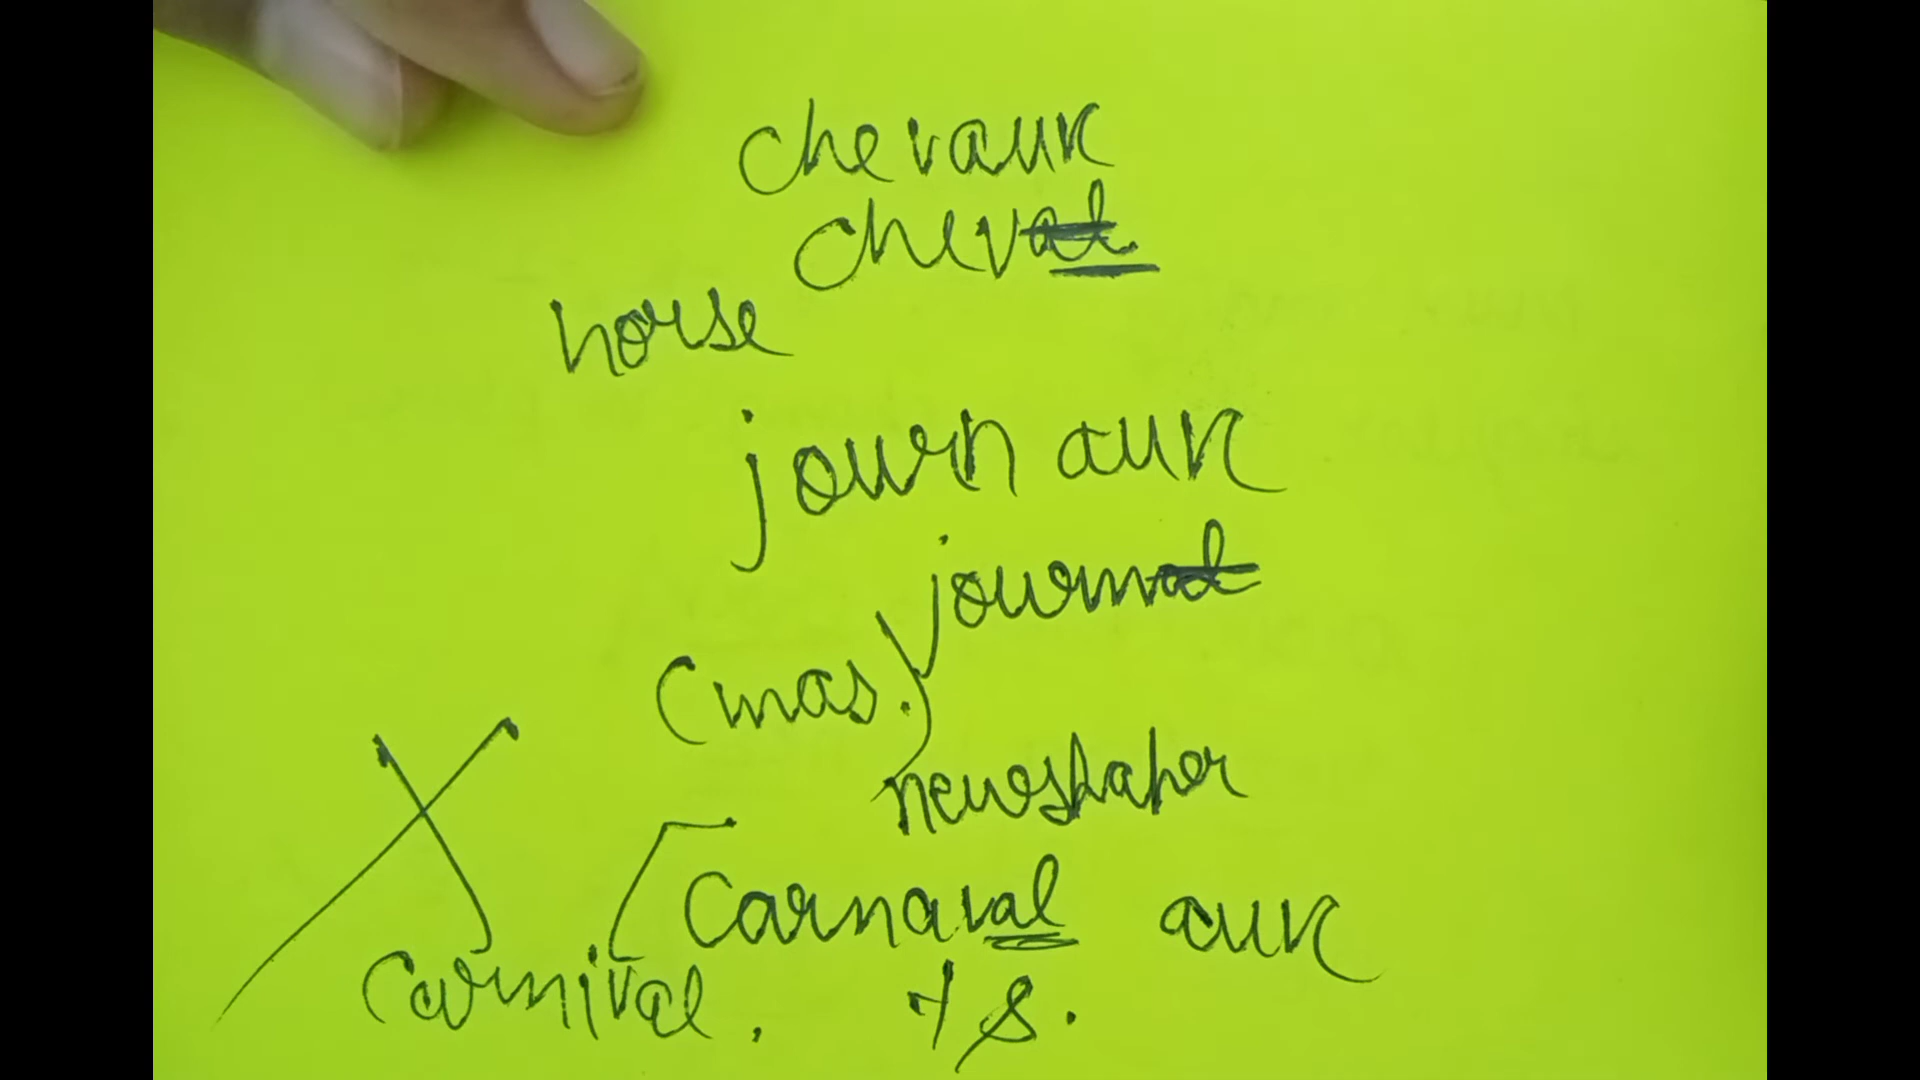 chevaux
cheval
horse
journaux
journal
(mas.)
newspaper
X
Carnaval aux
Carnival. + s.